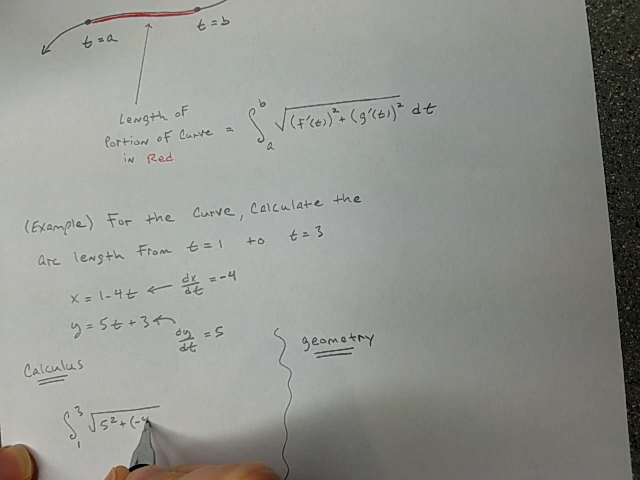 t=a
t=b
Length of
Portion of Curve = ∫ₐᵇ √(f'(t))² + (g'(t))² dt
in Red
(Example) For the Curve, Calculate the
arc length from t=1 to t=3
x=1-4t ← dx/dt = -4
y=5t+3 ← dy/dt = 5
Calculus
geometry
∫₁³ √5²+(-4